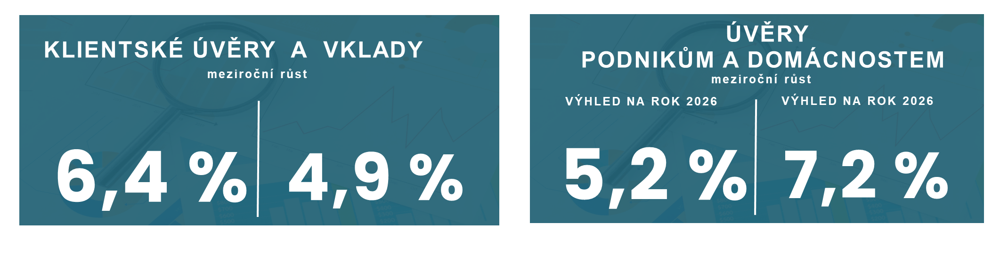 KLIENTSKÉ ÚVĚRY A VKLADY
meziroční růst
6,4 %
4,9 %
ÚVĚRY
PODNIKŮM A DOMÁCNOSTEM
meziroční růst
VÝHLED NA ROK 2026
VÝHLED NA ROK 2026
5,2 %
7,2 %